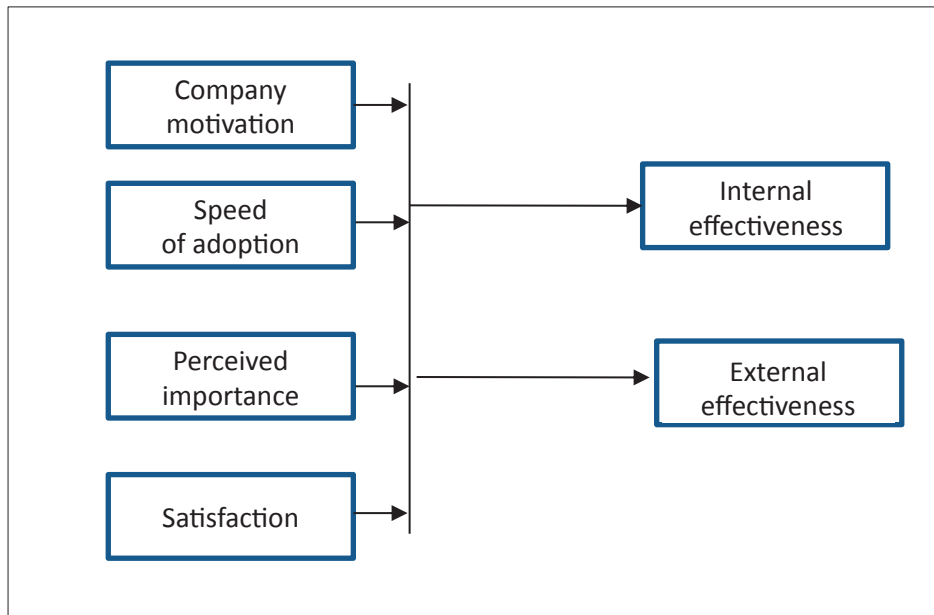 Company
motivation
Speed
of adoption
Perceived
importance
Satisfaction
Internal
effectiveness
External
effectiveness